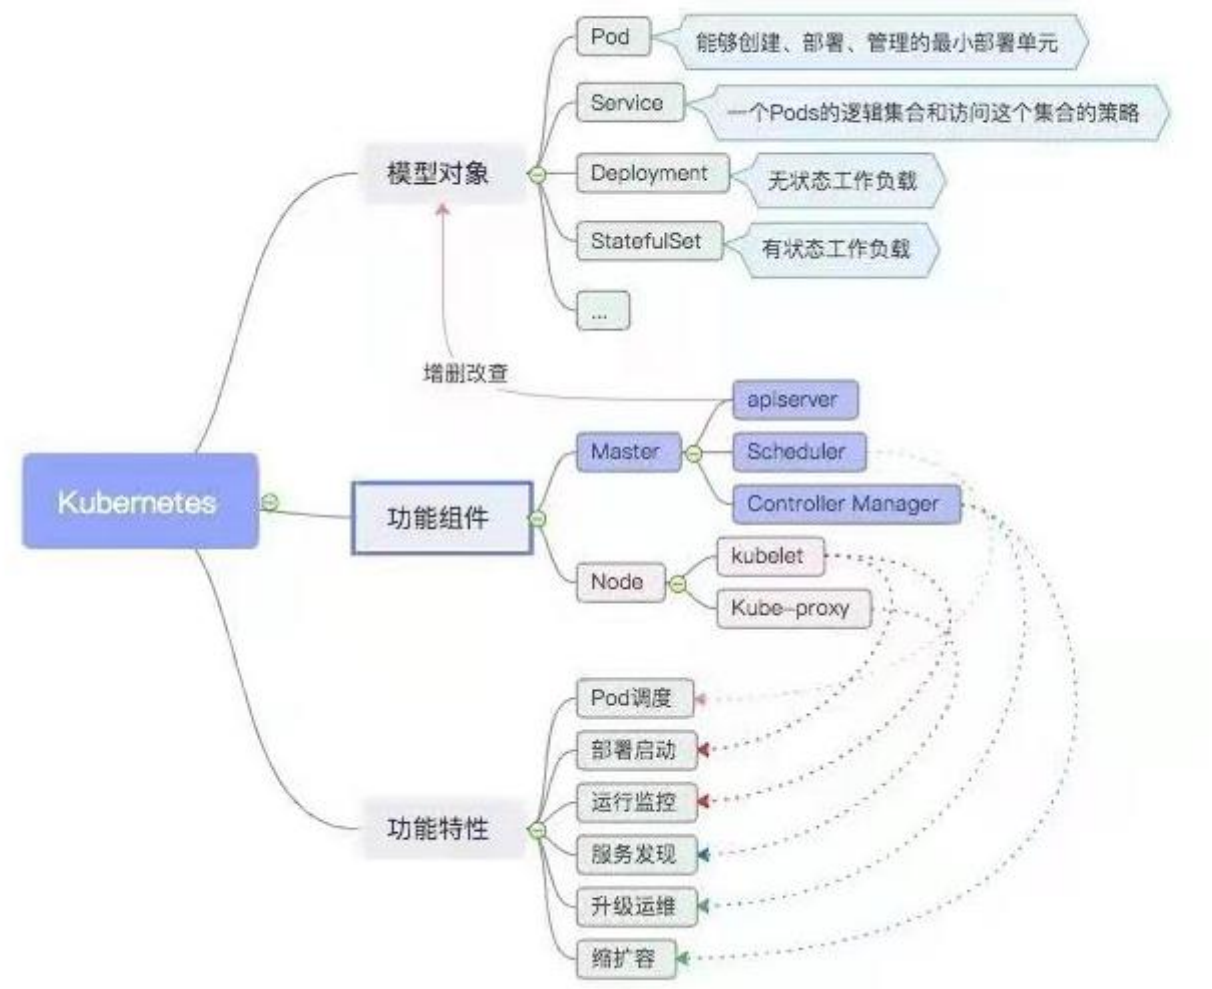 Pod
能够创建、部署、管理的最小部署单元
Service
一个Pods的逻辑集合和访问这个集合的策略
模型对象
Deployment
无状态工作负载
StatefulSet
有状态工作负载
...
增删改查
apiserver
Master
Scheduler
Kubernetes
功能组件
Controller Manager
kubelet
Node
Kube-proxy
Pod调度
部署启动
运行监控
功能特性
服务发现
升级运维
缩扩容